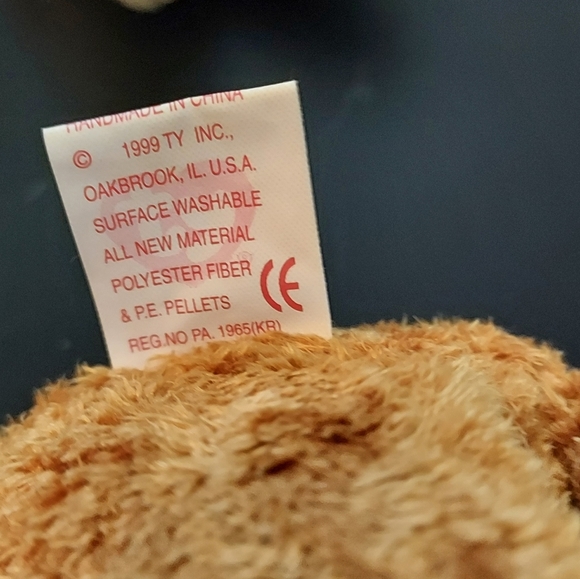 HANDMADE IN CHINA
© 1999 TY INC.,
OAKBROOK, IL. U.S.A.
SURFACE WASHABLE
ALL NEW MATERIAL
POLYESTER FIBER
& P.E. PELLETS
CE
REG.NO PA. 1965(KR)